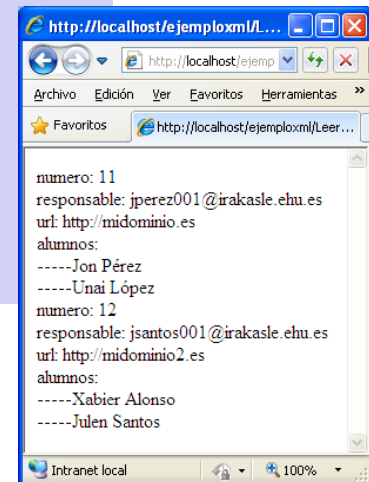 http://localhost/ejemploxml/L...
http://localhost/ejemp
Archivo Edición Ver Favoritos Herramientas »
Favoritos http://localhost/ejemploxml/Leer...
numero: 11
responsable: jperez001@irakasle.ehu.es
url: http://midominio.es
alumnos:
-----Jon Pérez
-----Unai López
numero: 12
responsable: jsantos001@irakasle.ehu.es
url: http://midominio2.es
alumnos:
-----Xabier Alonso
-----Julen Santos
Intranet local 100%